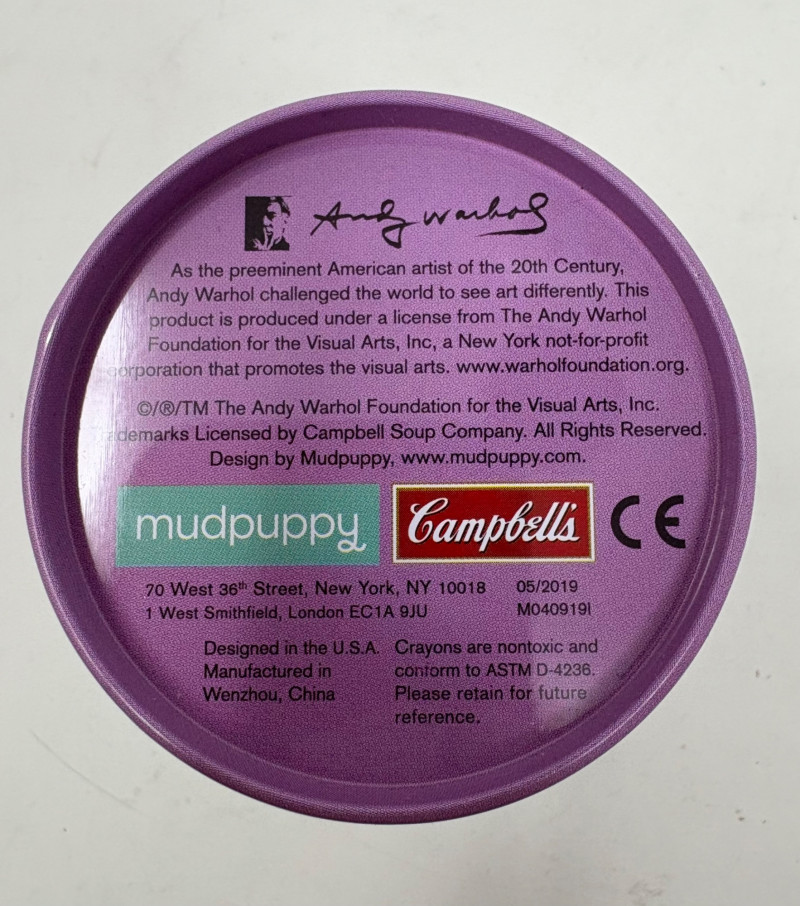 Andy Warhol
As the preeminent American artist of the 20th Century,
Andy Warhol challenged the world to see art differently. This
product is produced under a license from The Andy Warhol
Foundation for the Visual Arts, Inc, a New York not-for-profit
corporation that promotes the visual arts. www.warholfoundation.org.
©/®/TM The Andy Warhol Foundation for the Visual Arts, Inc.
Trademarks Licensed by Campbell Soup Company. All Rights Reserved.
Design by Mudpuppy, www.mudpuppy.com.
mudpuppy Campbell's CE
70 West 36th Street, New York, NY 10018 05/2019
1 West Smithfield, London EC1A 9JU M040919I
Designed in the U.S.A. Crayons are nontoxic and
Manufactured in conform to ASTM D-4236.
Wenzhou, China Please retain for future
reference.